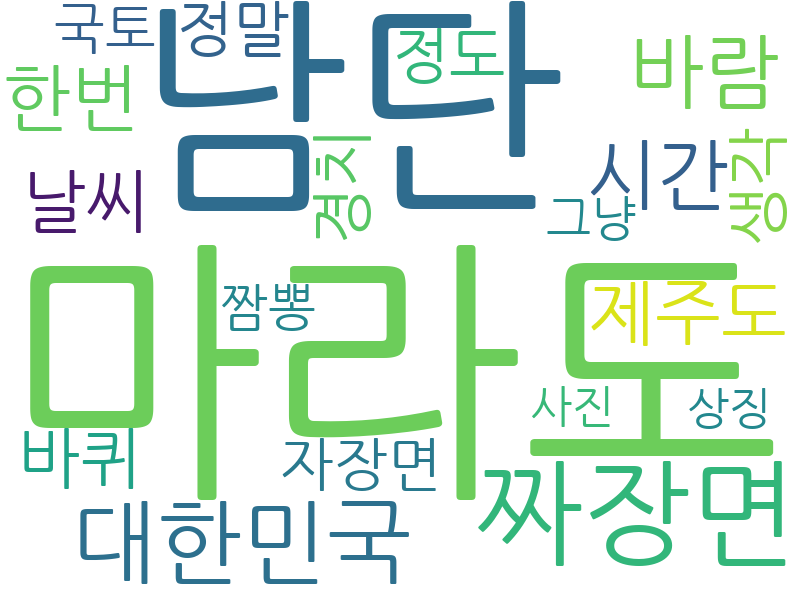 국토 정말 남단 정도 바람
한번
경치 시간 생각
날씨 그냥
마라도
짬뽕 제주도
사진 상징
바퀴 자장면 짜장면
대한민국